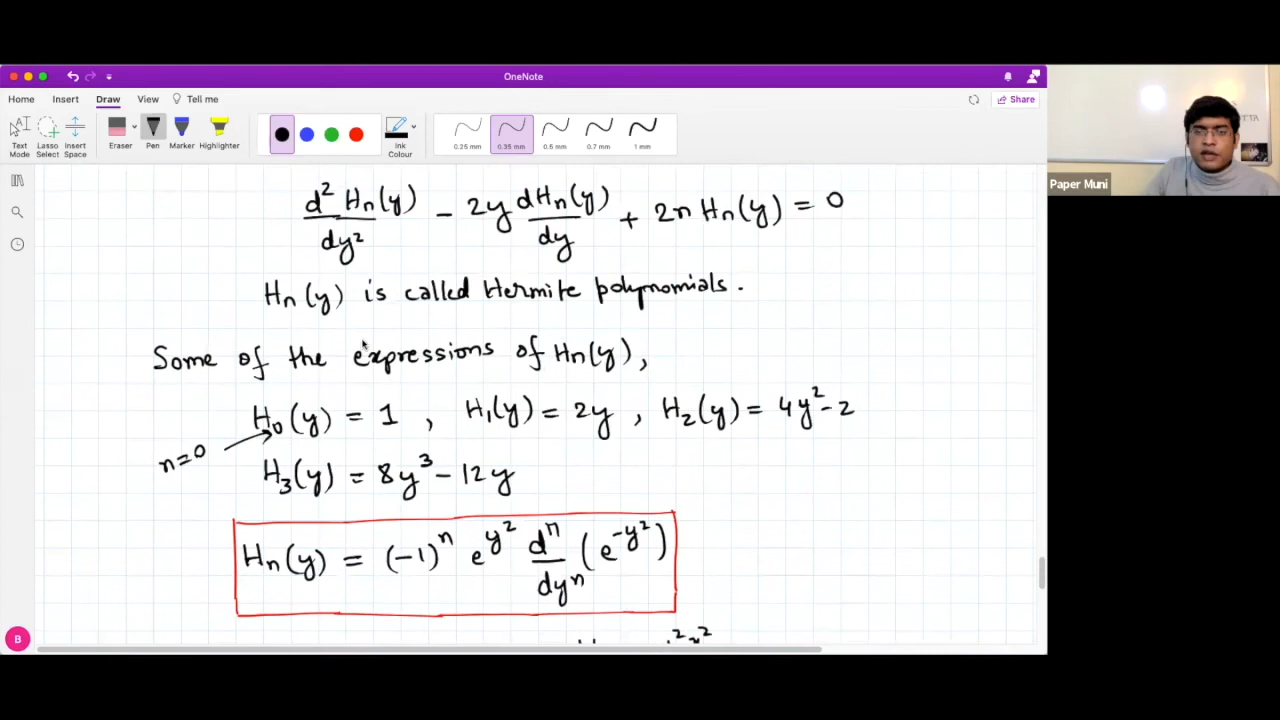 OneNote
Home Insert Draw View Tell me Share
Text Mode Lasso Select Insert Space Eraser Pen Marker Highlighter Ink Colour 0.25 mm 0.35 mm 0.5 mm 0.7 mm 1 mm
Paper Muni
d² Hn(y)/dy² - 2y dHn(y)/dy + 2n Hn(y) = 0
Hn(y) is called Hermite polynomials.
Some of the expressions of Hn(y),
H₀(y) = 1 , H₁(y) = 2y , H₂(y) = 4y² - 2
n=0
H₃(y) = 8y³ - 12y
Hn(y) = (-1)ⁿ e^y² dⁿ/dyⁿ (e^-y²)
B